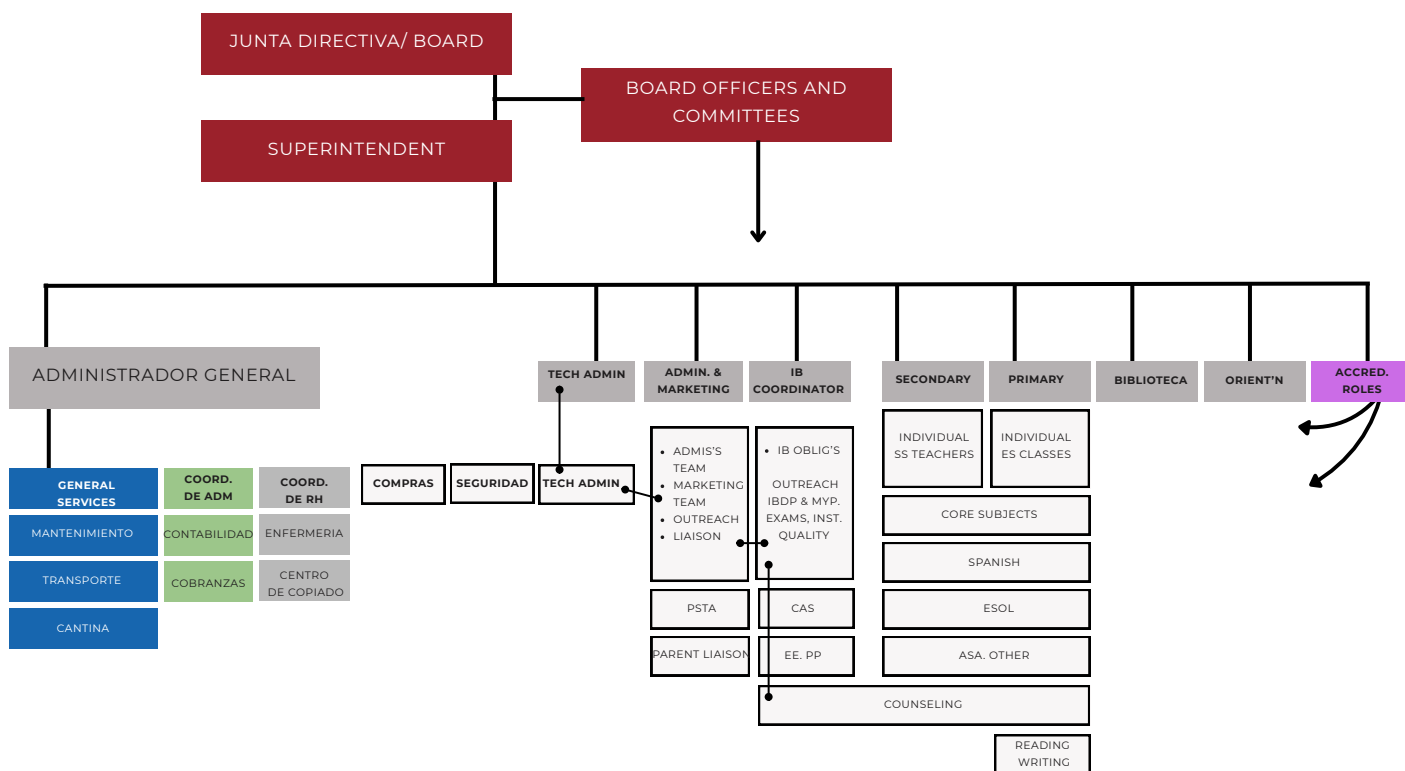 JUNTA DIRECTIVA/ BOARD
BOARD OFFICERS AND
COMMITTEES
SUPERINTENDENT
ADMINISTRADOR GENERAL
TECH ADMIN
ADMIN. &
MARKETING
IB
COORDINATOR
SECONDARY
PRIMARY
BIBLIOTECA
ORIENT'N
ACCRED.
ROLES
GENERAL
SERVICES
MANTENIMIENTO
TRANSPORTE
CANTINA
COORD.
DE ADM
CONTABILIDAD
COBRANZAS
COORD.
DE RH
ENFERMERIA
CENTRO
DE COPIADO
COMPRAS
SEGURIDAD
TECH ADMIN
• ADMIS'S
TEAM
• MARKETING
TEAM
• OUTREACH
• LIAISON
PSTA
PARENT LIAISON
• IB OBLIG'S
OUTREACH
IBDP & MYP.
EXAMS, INST.
QUALITY
CAS
EE. PP
INDIVIDUAL
SS TEACHERS
INDIVIDUAL
ES CLASSES
CORE SUBJECTS
SPANISH
ESOL
ASA. OTHER
COUNSELING
READING
WRITING